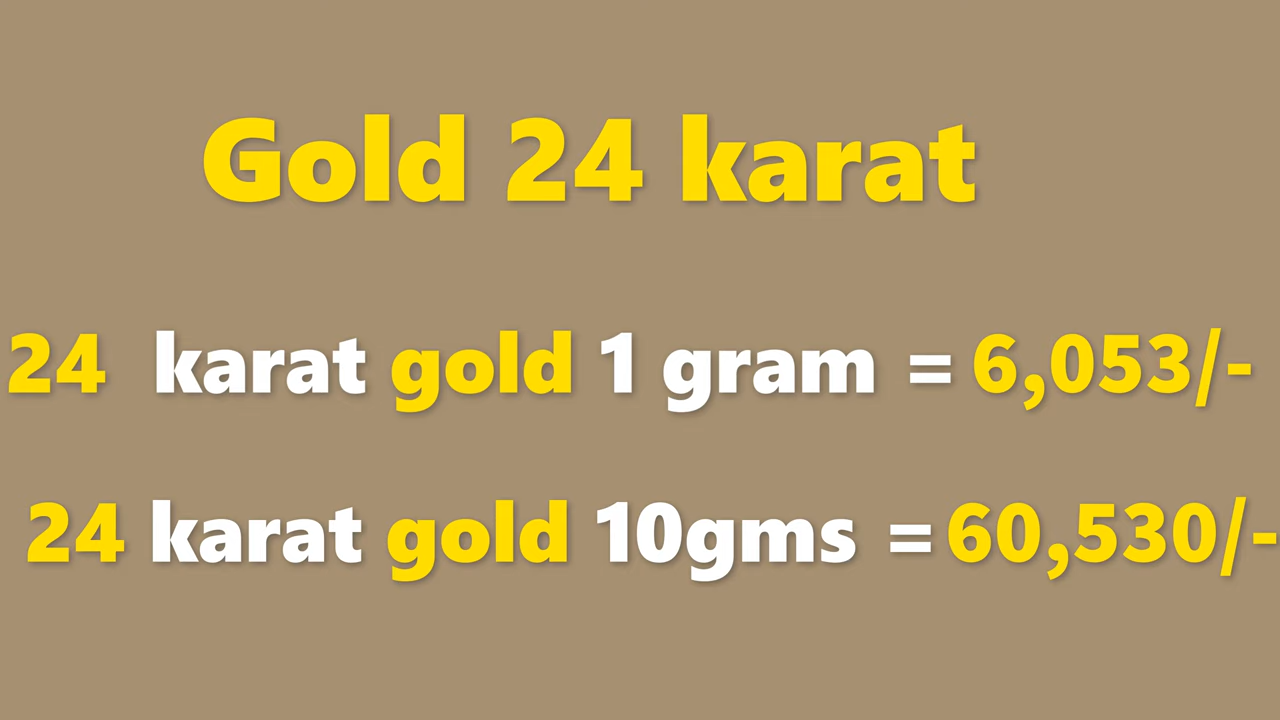 Gold 24 karat
24 karat gold 1 gram = 6,053/-
24 karat gold 10gms = 60,530/-